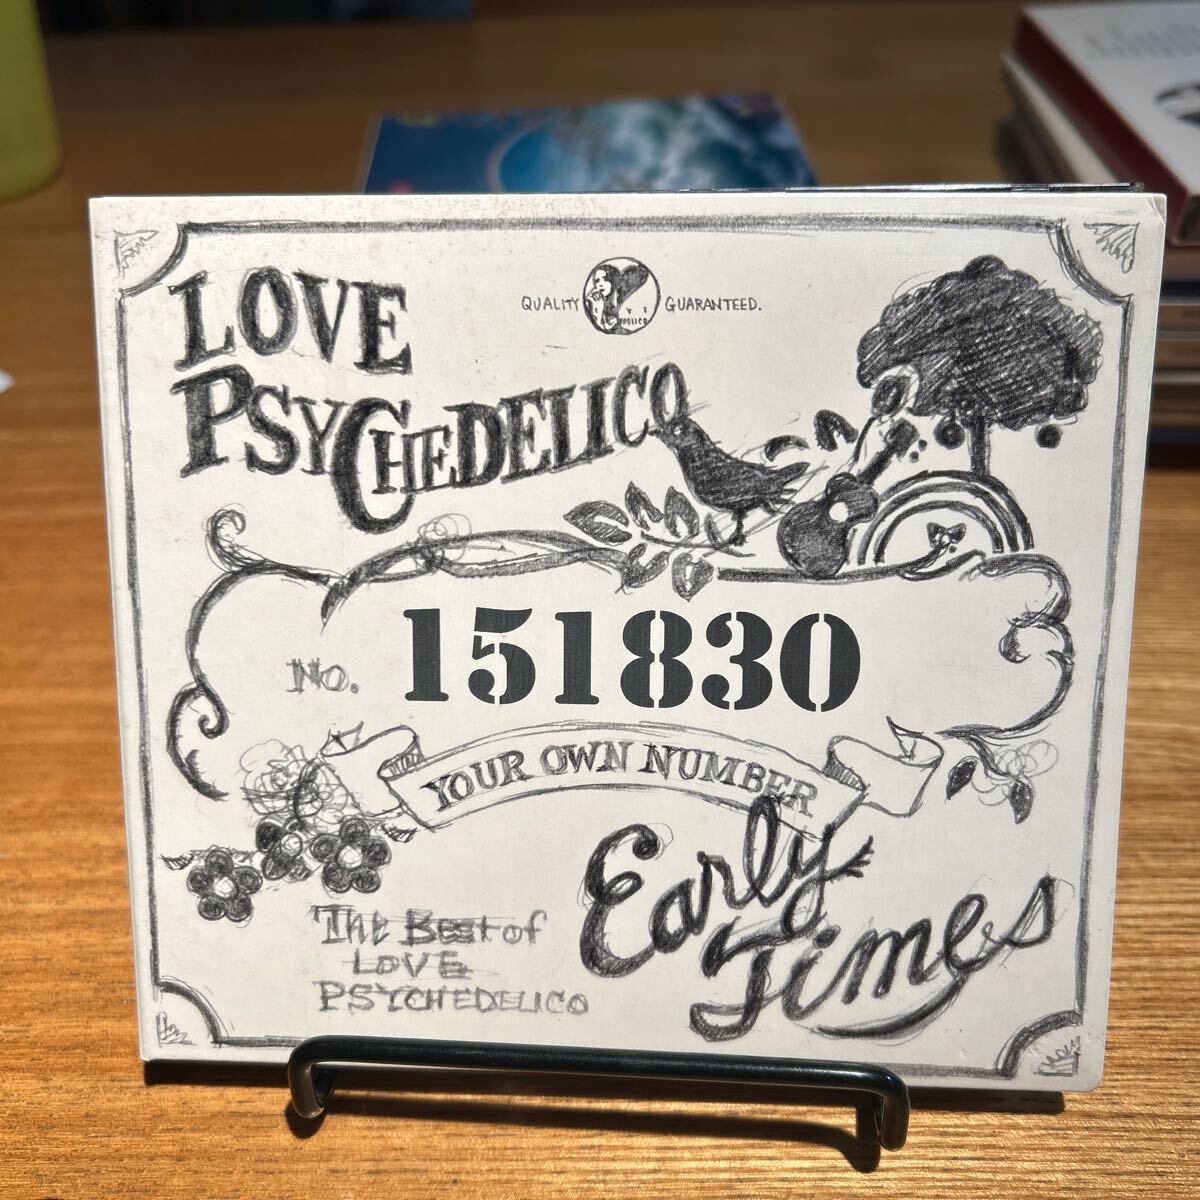 LOVE
PSYCHEDELICO
QUALITY GUARANTEED.
No. 151830
YOUR OWN NUMBER
Early
Times
The Best of
LOVE
PSYCHEDELICO